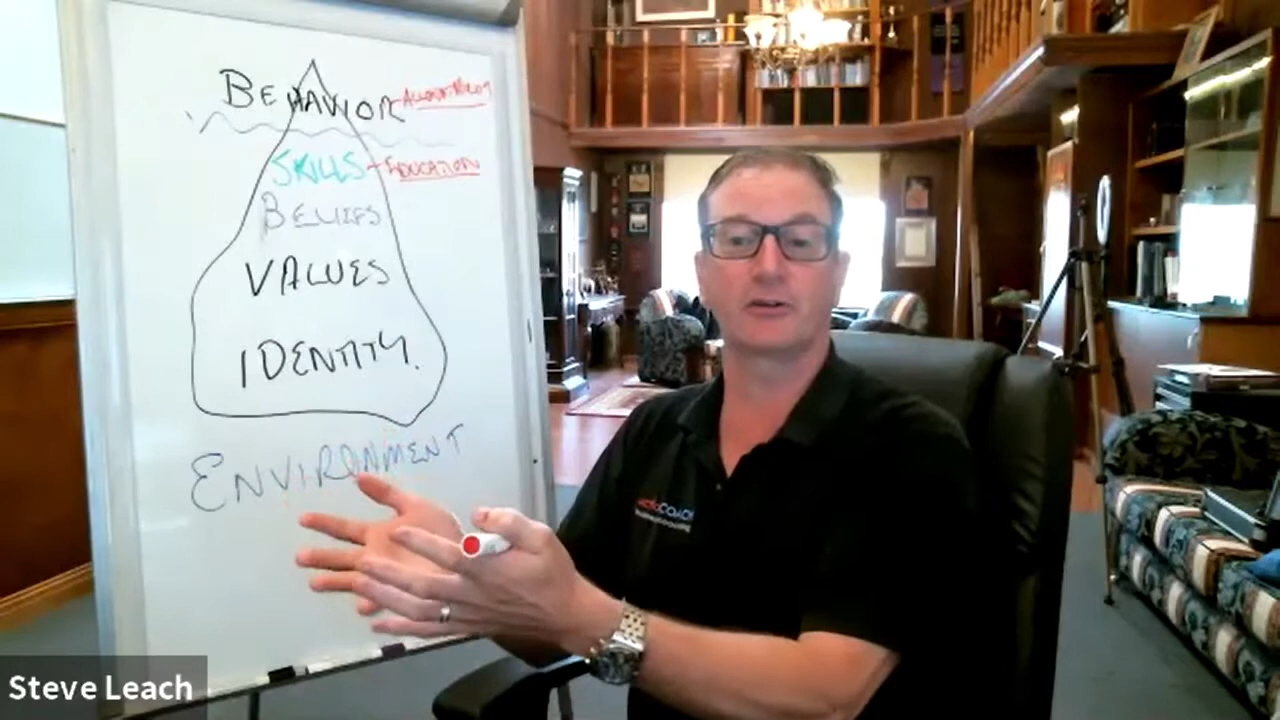 BEHAVIOR
SKILLS - EDUCATION
BELIEFS
VALUES
IDENTITY.
ENVIRONMENT
Steve Leach